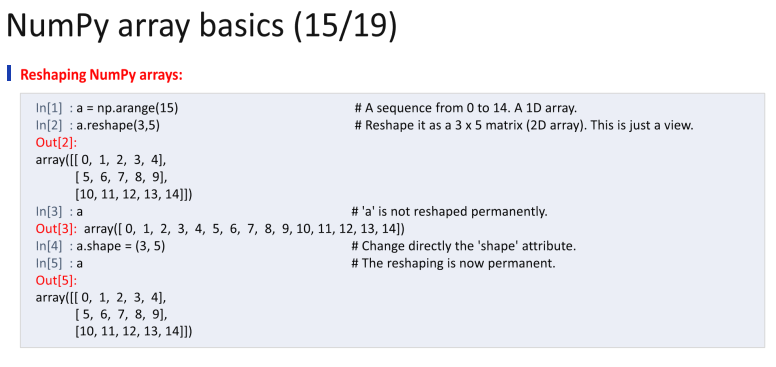 NumPy array basics (15/19)
Reshaping NumPy arrays:
In[1] : a = np.arange(15) # A sequence from 0 to 14. A 1D array.
In[2] : a.reshape(3,5) # Reshape it as a 3 x 5 matrix (2D array). This is just a view.
Out[2]:
array([[ 0, 1, 2, 3, 4],
[ 5, 6, 7, 8, 9],
[10, 11, 12, 13, 14]])
In[3] : a # 'a' is not reshaped permanently.
Out[3]: array([ 0, 1, 2, 3, 4, 5, 6, 7, 8, 9, 10, 11, 12, 13, 14])
In[4] : a.shape = (3, 5) # Change directly the 'shape' attribute.
In[5] : a # The reshaping is now permanent.
Out[5]:
array([[ 0, 1, 2, 3, 4],
[ 5, 6, 7, 8, 9],
[10, 11, 12, 13, 14]])